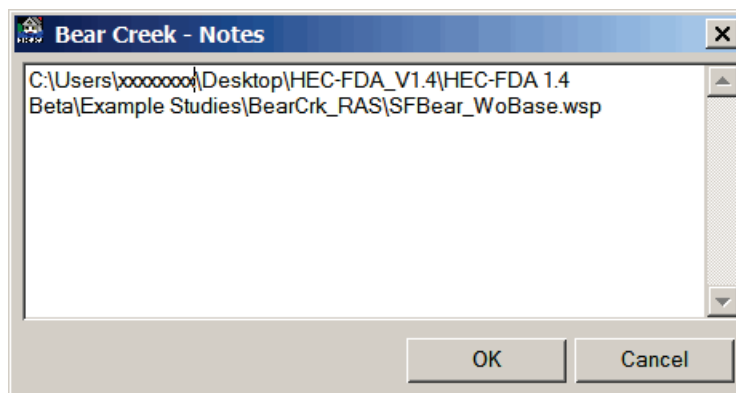 Bear Creek - Notes
C:\Users\xxxxxxxx\Desktop\HEC-FDA_V1.4\HEC-FDA 1.4
Beta\Example Studies\BearCrk_RAS\SFBear_WoBase.wsp
OK Cancel